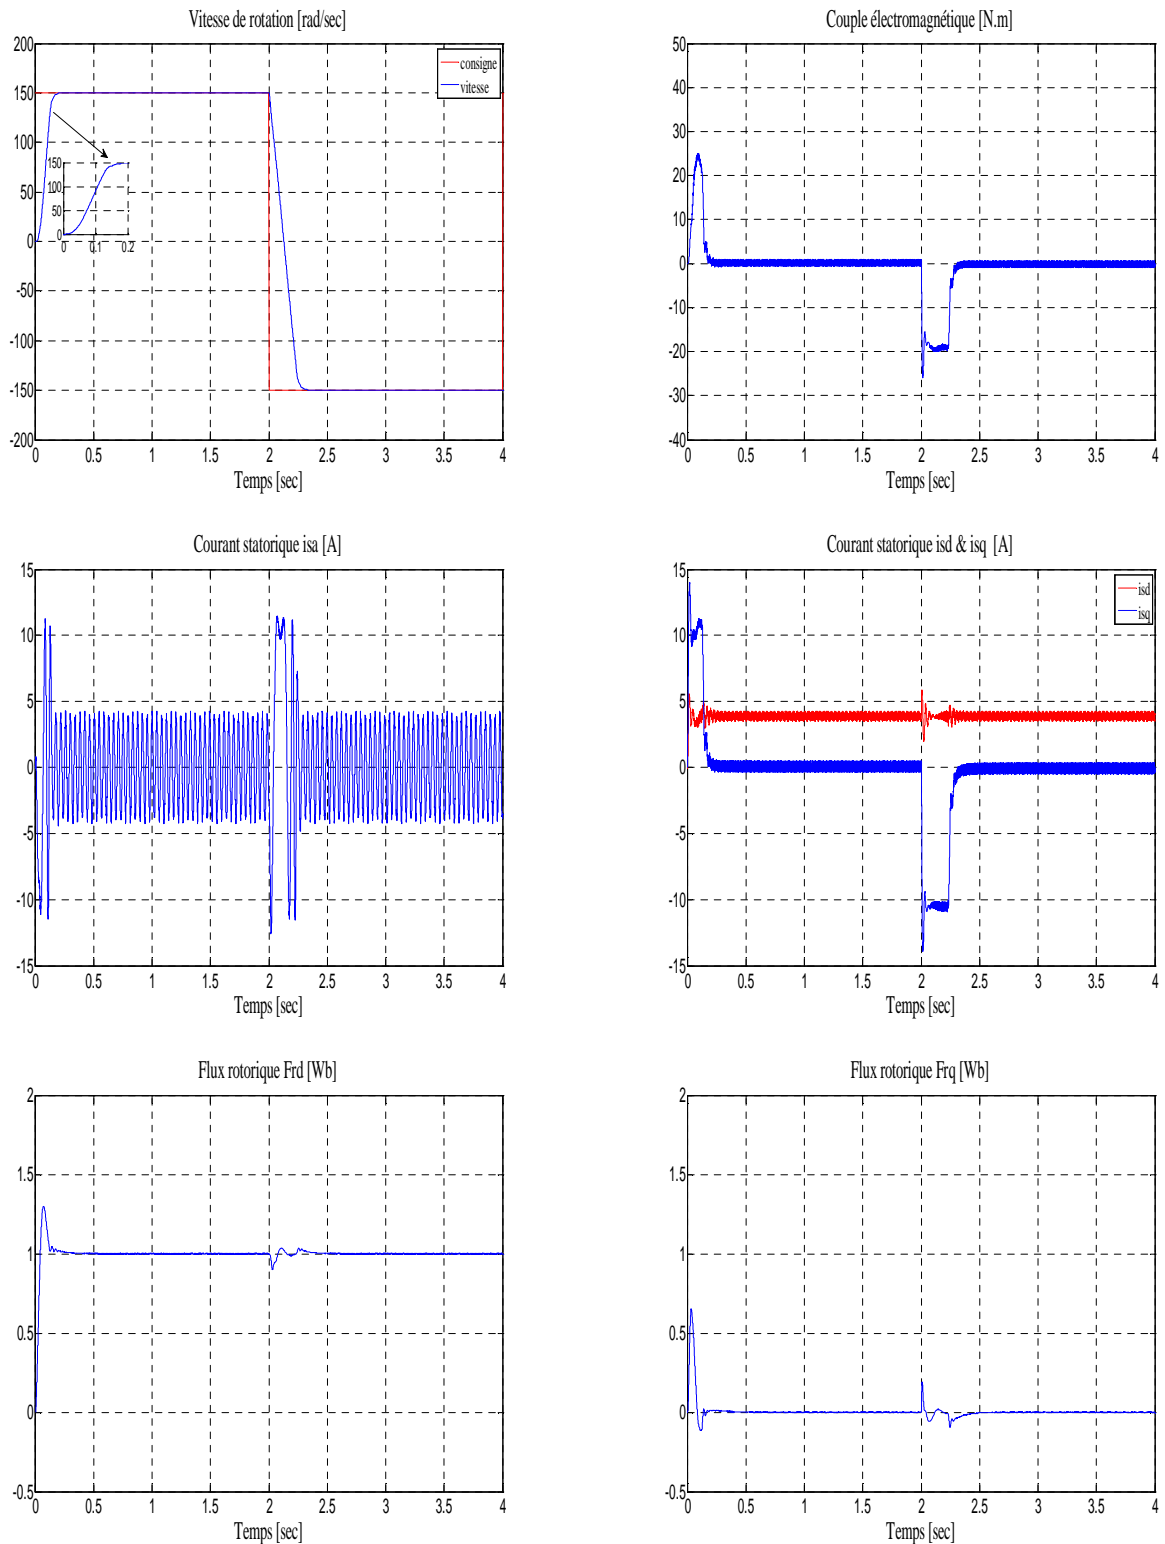 Vitesse de rotation [rad/sec]
200
150
100
50
0
-50
-100
-150
-200
0 0.5 1 1.5 2 2.5 3 3.5 4
Temps [sec]
consigne
vitesse
150
100
50
0
0 0.1 0.2
Couple électromagnétique [N.m]
50
40
30
20
10
0
-10
-20
-30
-40
0 0.5 1 1.5 2 2.5 3 3.5 4
Temps [sec]
Courant statorique isa [A]
15
10
5
0
-5
-10
-15
0 0.5 1 1.5 2 2.5 3 3.5 4
Temps [sec]
Courant statorique isd & isq [A]
15
10
5
0
-5
-10
-15
0 0.5 1 1.5 2 2.5 3 3.5 4
Temps [sec]
isd
isq
Flux rotorique Frd [Wb]
2
1.5
1
0.5
0
-0.5
0 0.5 1 1.5 2 2.5 3 3.5 4
Temps [sec]
Flux rotorique Frq [Wb]
2
1.5
1
0.5
0
-0.5
0 0.5 1 1.5 2 2.5 3 3.5 4
Temps [sec]